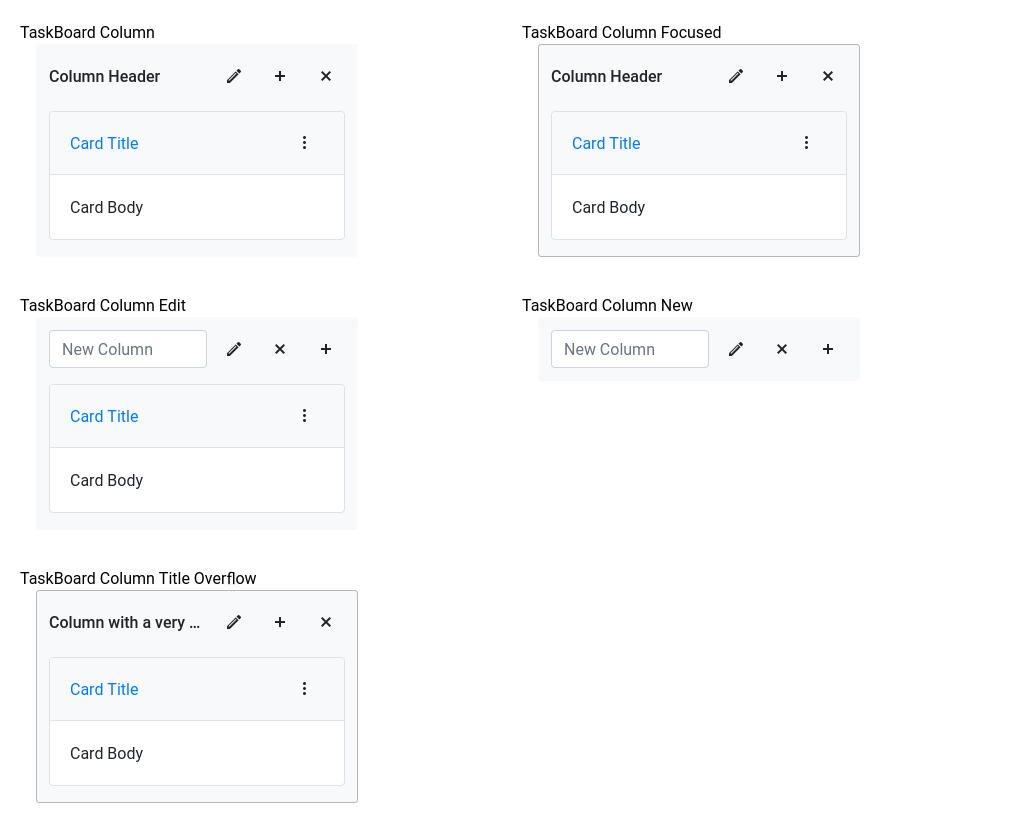 TaskBoard Column
Column Header
Card Title
Card Body
TaskBoard Column Focused
Column Header
Card Title
Card Body
TaskBoard Column Edit
New Column
Card Title
Card Body
TaskBoard Column New
New Column
TaskBoard Column Title Overflow
Column with a very ...
Card Title
Card Body